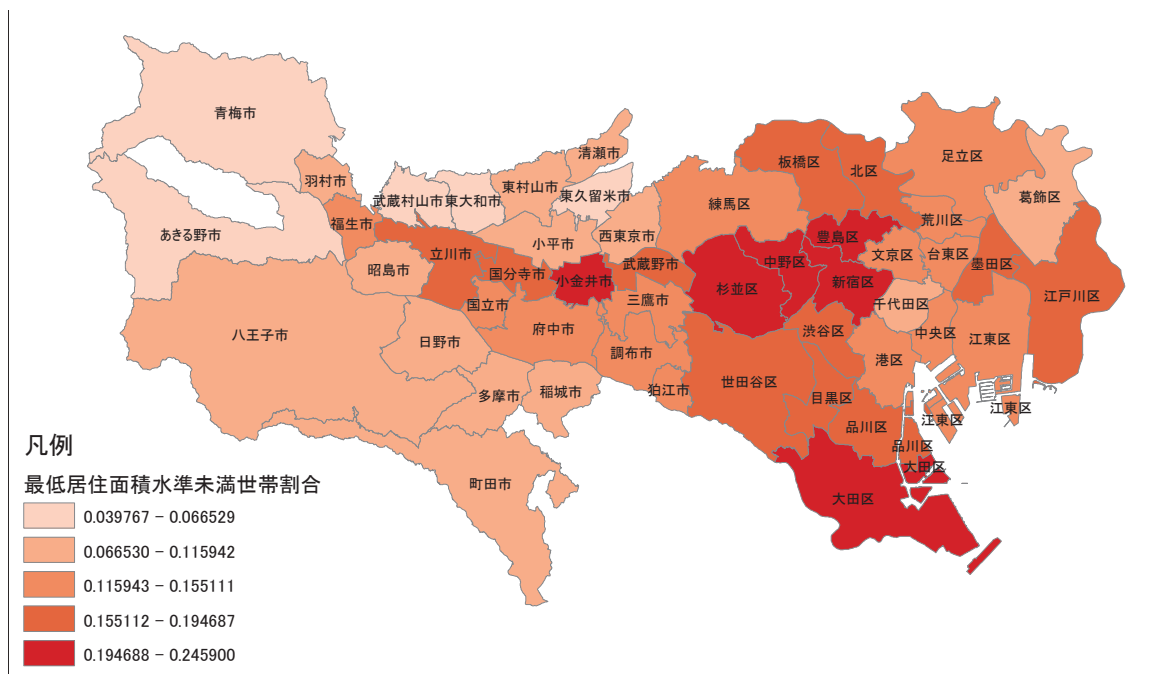 青梅市
清瀬市
板橋区
足立区
北区
羽村市
東村山市
武蔵村山市
東大和市
東久留米市
葛飾区
練馬区
福生市
荒川区
あきる野市
小平市
西東京市
豊島区
立川市
文京区
台東区
昭島市
国分寺市
武蔵野市
中野区
墨田区
小金井市
杉並区
新宿区
江戸川区
国立市
三鷹市
千代田区
八王子市
府中市
渋谷区
中央区
日野市
江東区
調布市
港区
世田谷区
狛江市
多摩市
稲城市
目黒区
江東区
江東区
品川区
品川区
凡例
大田区
最低居住面積水準未満世帯割合
町田市
大田区
0.039767 − 0.066529
0.066530 − 0.115942
0.115943 − 0.155111
0.155112 − 0.194687
0.194688 − 0.245900